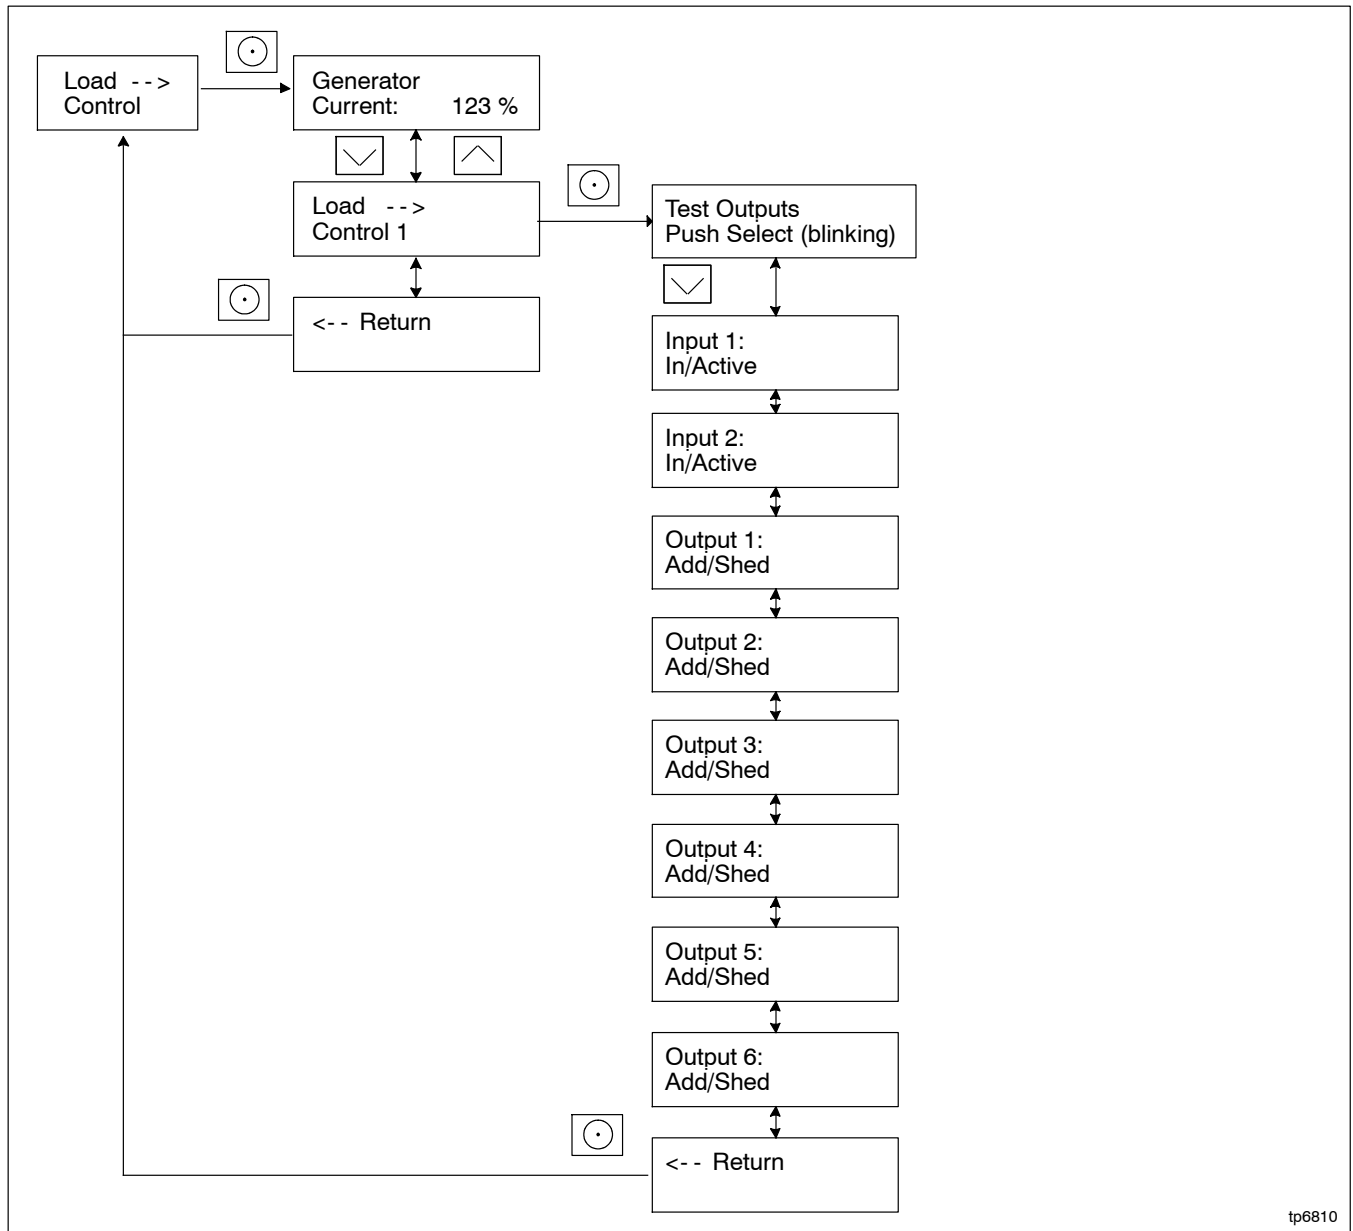 Load - ->
Control
Generator
Current: 123 %
Load - ->
Control 1
<- - Return
Test Outputs
Push Select (blinking)
Input 1:
In/Active
Input 2:
In/Active
Output 1:
Add/Shed
Output 2:
Add/Shed
Output 3:
Add/Shed
Output 4:
Add/Shed
Output 5:
Add/Shed
Output 6:
Add/Shed
<- - Return
tp6810